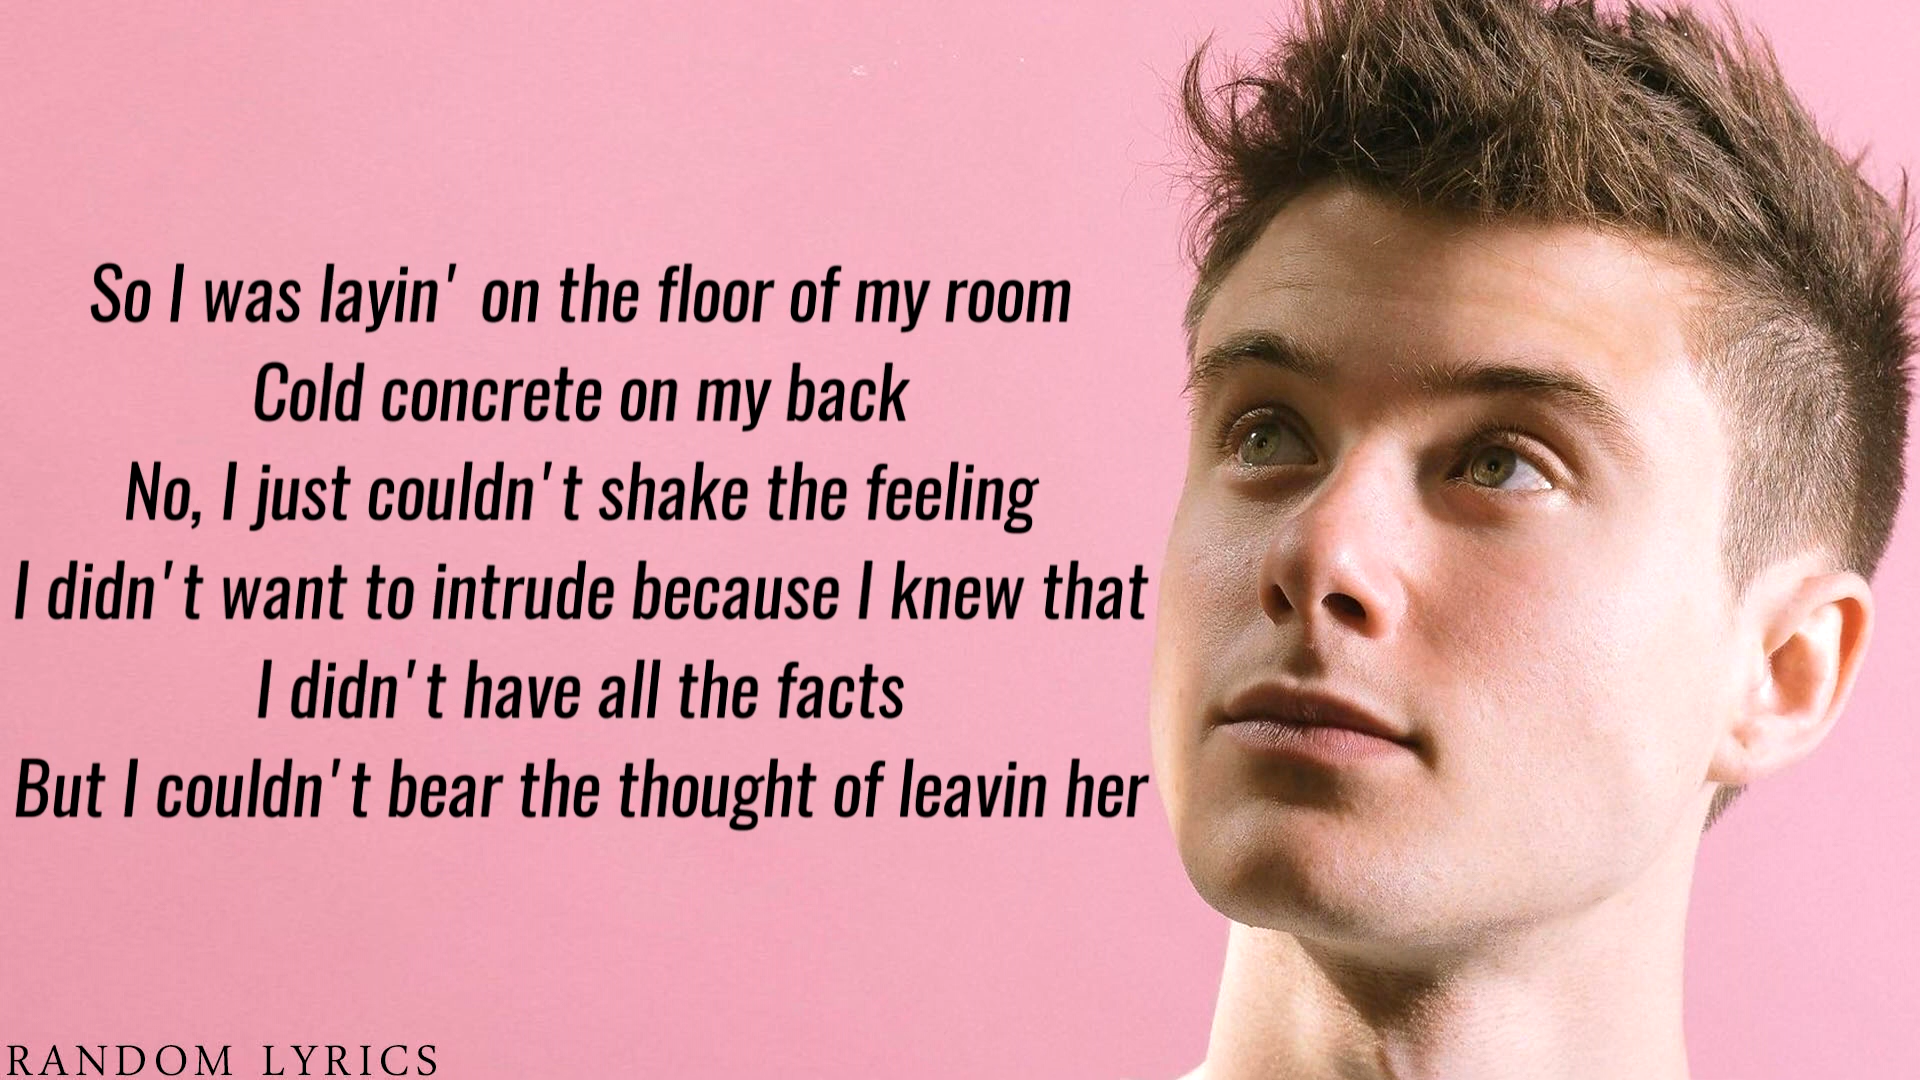 So I was layin' on the floor of my room
Cold concrete on my back
No, I just couldn't shake the feeling
I didn't want to intrude because I knew that
I didn't have all the facts
But I couldn't bear the thought of leavin her
RANDOM LYRICS